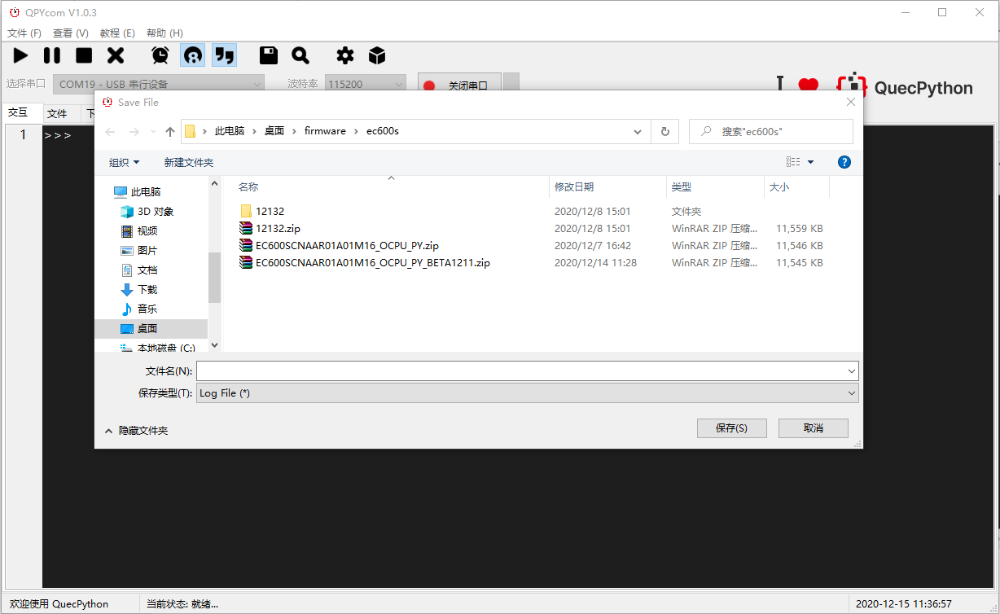 QPYcom V1.0.3
文件 (F) 查看 (V) 教程 (E) 帮助 (H)
选择串口 COM19 - USB 串行设备 波特率 115200 关闭串口 I QuecPython
交互 文件 下
1 >>>
Save File
此电脑 > 桌面 > firmware > ec600s 搜索"ec600s"
组织 新建文件夹
此电脑
3D 对象
视频
图片
文档
下载
音乐
桌面
本地磁盘 (C:)
名称 修改日期 类型 大小
12132 2020/12/8 15:01 文件夹
12132.zip 2020/12/8 15:01 WinRAR ZIP 压缩... 11,559 KB
EC600SCNAAR01A01M16_OCPU_PY.zip 2020/12/7 16:42 WinRAR ZIP 压缩... 11,546 KB
EC600SCNAAR01A01M16_OCPU_PY_BETA1211.zip 2020/12/14 11:28 WinRAR ZIP 压缩... 11,545 KB
文件名(N):
保存类型(T): Log File (*)
隐藏文件夹 保存(S) 取消
欢迎使用 QuecPython 当前状态: 就绪... 2020-12-15 11:36:57